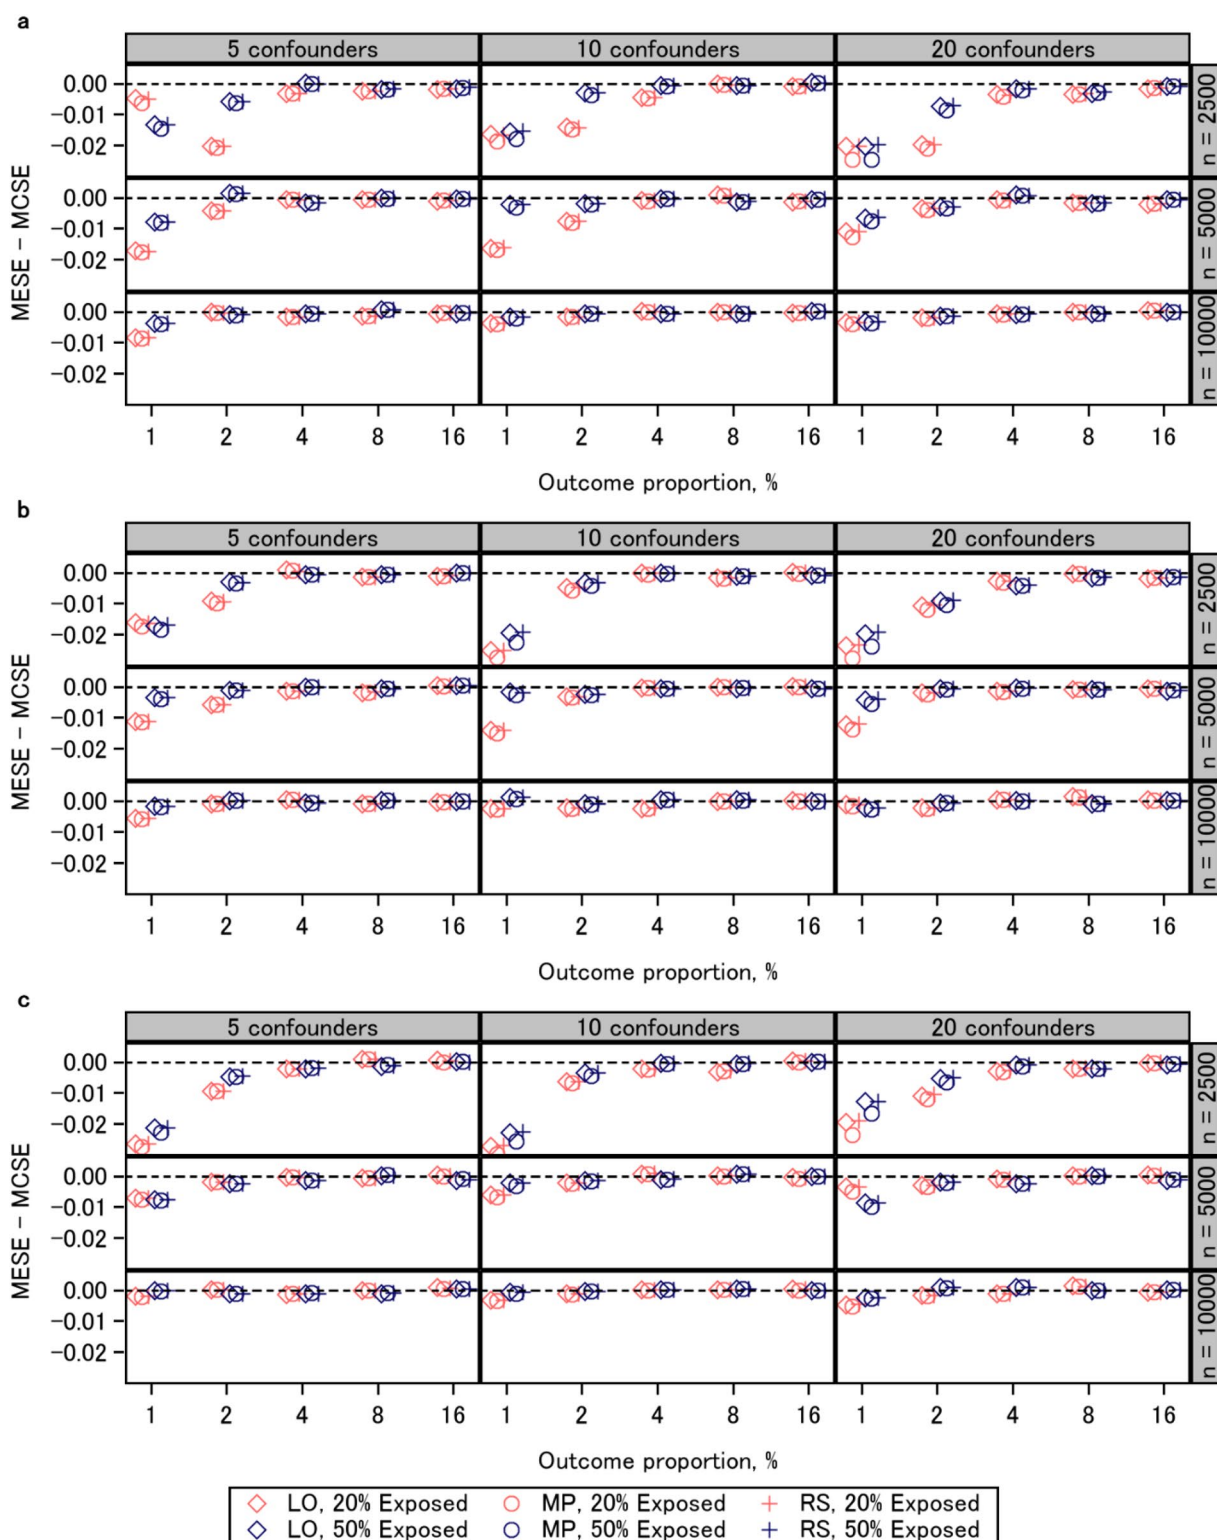 a
5 confounders 10 confounders 20 confounders
0.00
−0.01
−0.02
n = 2500
0.00
−0.01
−0.02
n = 5000
0.00
−0.01
−0.02
n = 10000
MESE − MCSE
1 2 4 8 16 1 2 4 8 16 1 2 4 8 16
Outcome proportion, %
b
5 confounders 10 confounders 20 confounders
0.00
−0.01
−0.02
n = 2500
0.00
−0.01
−0.02
n = 5000
0.00
−0.01
−0.02
n = 10000
MESE − MCSE
1 2 4 8 16 1 2 4 8 16 1 2 4 8 16
Outcome proportion, %
c
5 confounders 10 confounders 20 confounders
0.00
−0.01
−0.02
n = 2500
0.00
−0.01
−0.02
n = 5000
0.00
−0.01
−0.02
n = 10000
MESE − MCSE
1 2 4 8 16 1 2 4 8 16 1 2 4 8 16
Outcome proportion, %
LO, 20% Exposed MP, 20% Exposed RS, 20% Exposed
LO, 50% Exposed MP, 50% Exposed RS, 50% Exposed